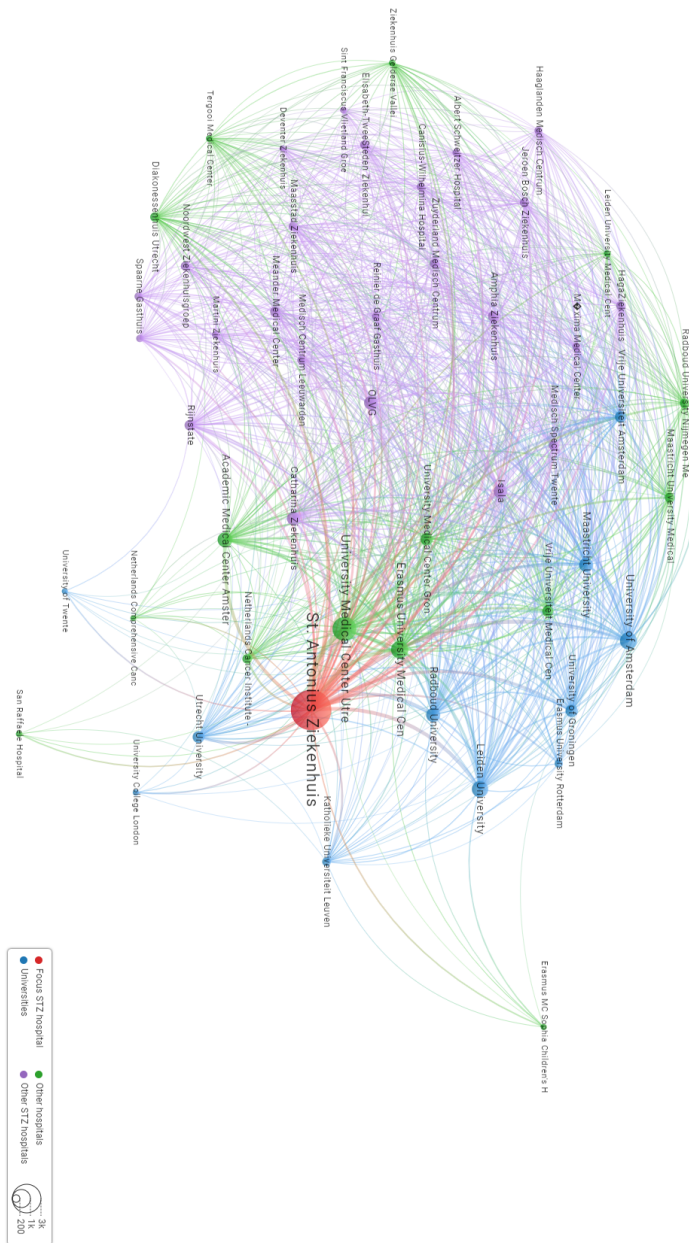 Radboud University Nijmegen Me
Maastricht University Medical
University of Amsterdam
HagaZiekenhuis
Vrije Universiteit Amsterdam
Leiden University Medical Cent
Maastricht University
M�xima Medical Center
University of Groningen
Erasmus University Rotterdam
Medisch Spectrum Twente
Vrije Universiteit Medical Cen
Erasmus MC Sophia Children's H
Haaglanden Medisch Centrum
Jeroen Bosch Ziekenhuis
Isala
Amphia Ziekenhuis
Leiden University
Albert Schweitzer Hospital
Zuyderland Medisch Centrum
Radboud University
University Medical Center Gron
Canisius-Wilhelmina Hospital
Erasmus University Medical Cen
Ziekenhuis Gelderse Vallei
Reinier de Graaf Gasthuis
OLVG
Elisabeth-TweeSteden Ziekenhui
University Medical Center Utre
Sint Franciscus Vlietland Groe
Katholieke Universiteit Leuven
St. Antonius Ziekenhuis
Medisch Centrum Leeuwarden
Maasstad Ziekenhuis
Catharina Ziekenhuis
Deventer Ziekenhuis
Meander Medical Center
Netherlands Cancer Institute -
Academic Medical Center Amster
Martini Ziekenhuis
Tergooi Medical Center
Utrecht University
Rijnstate
Noordwest Ziekenhuisgroep
Diakonessenhuis Utrecht
Spaarne Gasthuis
University College London
Netherlands Comprehensive Canc
University of Twente
San Raffaele Hospital
Focus STZ hospital
Other hospitals
Universities
Other STZ hospitals
3k
1k
200